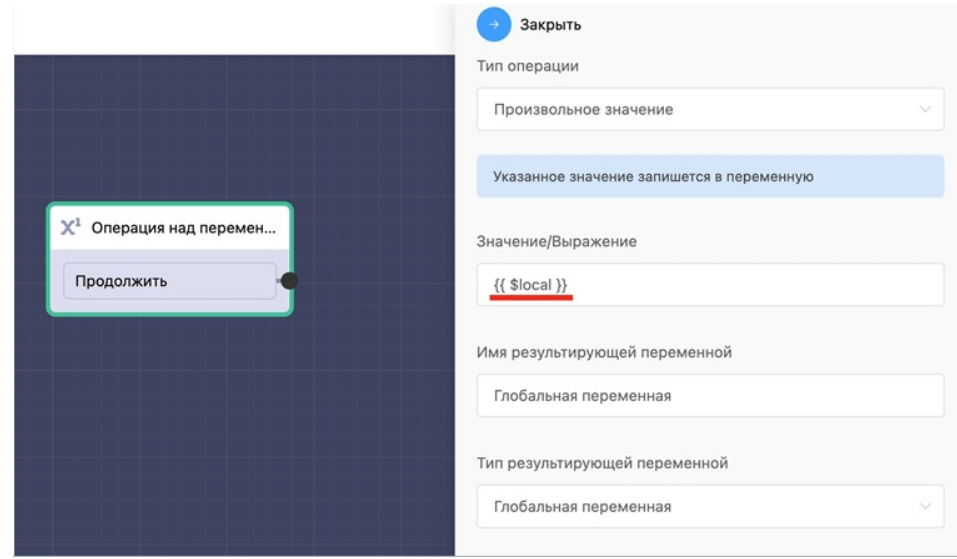 Закрыть
Тип операции
Произвольное значение
Указанное значение запишется в переменную
X¹ Операция над перемен...
Значение/Выражение
Продолжить
{{ $local }}
Имя результирующей переменной
Глобальная переменная
Тип результирующей переменной
Глобальная переменная